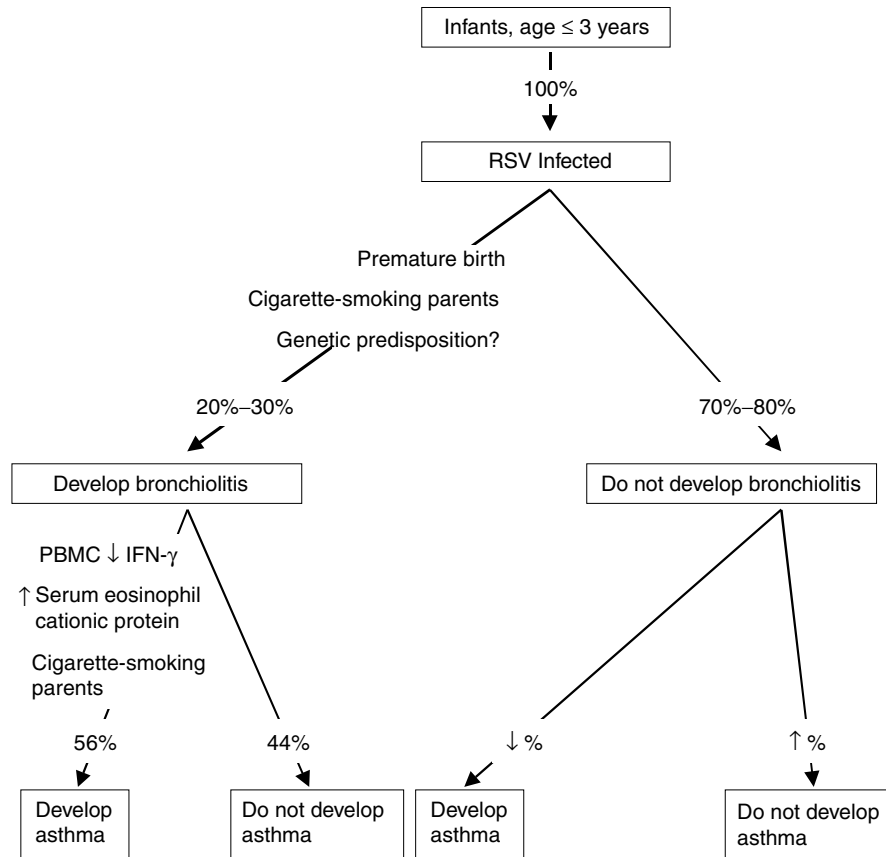 Infants, age ≤ 3 years
100%
RSV Infected
Premature birth
Cigarette-smoking parents
Genetic predisposition?
20%–30%
70%–80%
Develop bronchiolitis
Do not develop bronchiolitis
PBMC ↓ IFN-γ
↑ Serum eosinophil
cationic protein
Cigarette-smoking
parents
56%
44%
↓ %
↑ %
Develop
asthma
Do not develop
asthma
Develop
asthma
Do not develop
asthma